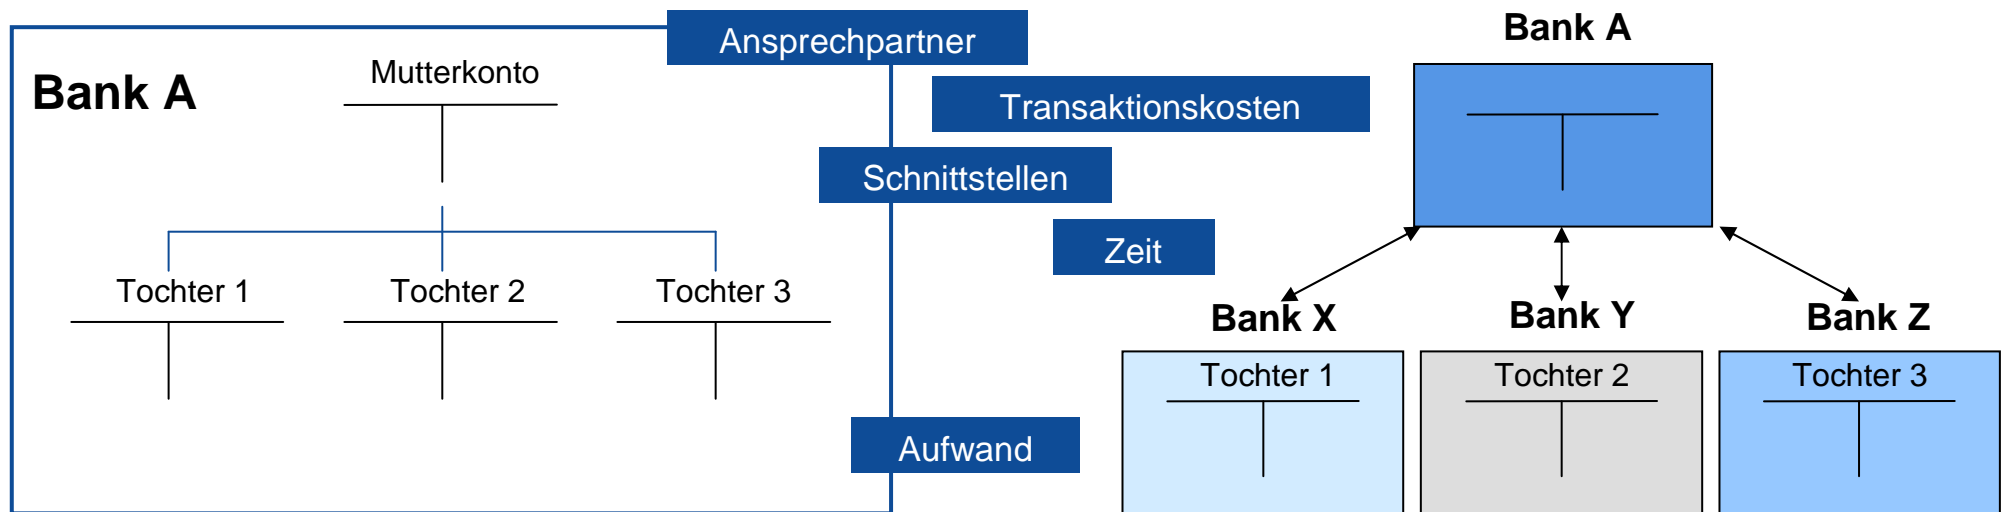 Bank A
Mutterkonto
Tochter 1
Tochter 2
Tochter 3
Ansprechpartner
Transaktionskosten
Schnittstellen
Zeit
Aufwand
Bank A
Bank X
Bank Y
Bank Z
Tochter 1
Tochter 2
Tochter 3